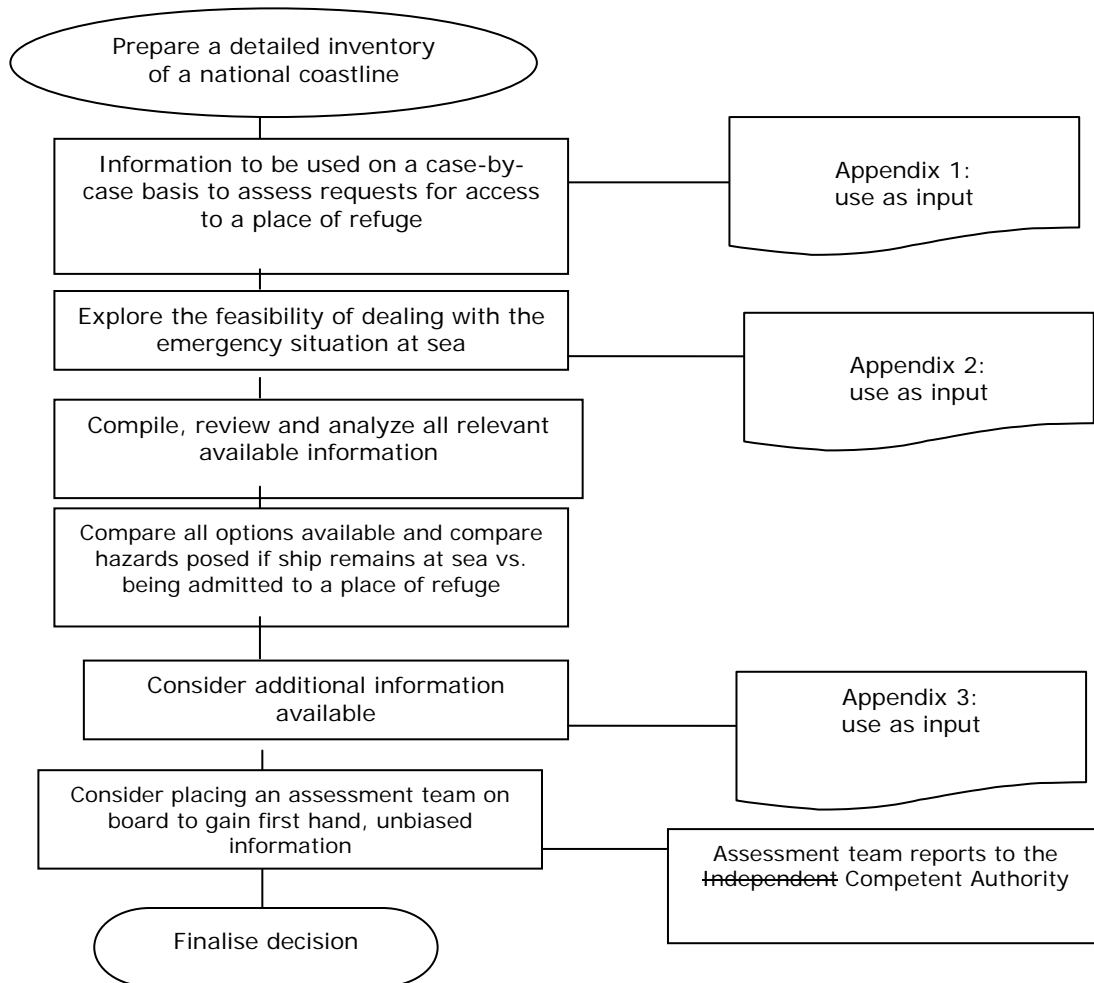 Prepare a detailed inventory
of a national coastline
Information to be used on a case-by-
case basis to assess requests for access
to a place of refuge
Appendix 1:
use as input
Explore the feasibility of dealing with the
emergency situation at sea
Appendix 2:
use as input
Compile, review and analyze all relevant
available information
Compare all options available and compare
hazards posed if ship remains at sea vs.
being admitted to a place of refuge
Consider additional information
available
Appendix 3:
use as input
Consider placing an assessment team on
board to gain first hand, unbiased
information
Assessment team reports to the
Independent Competent Authority
Finalise decision